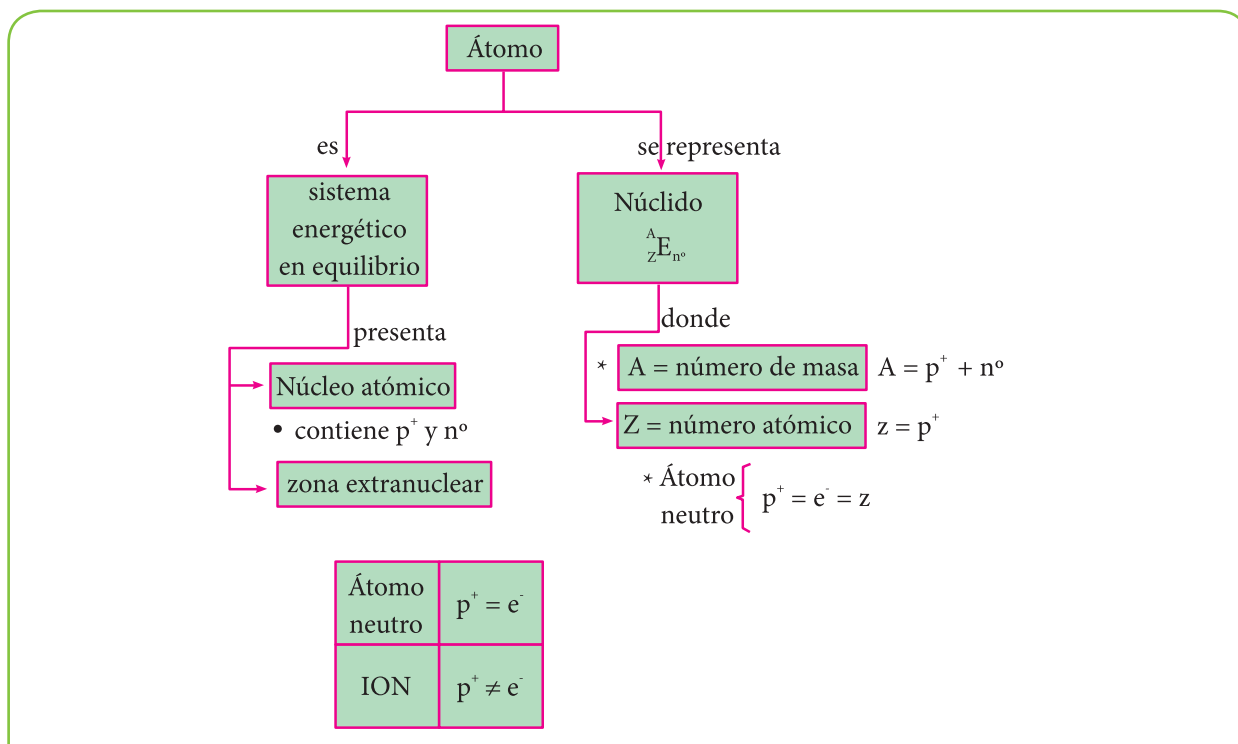 Átomo
es
se representa
sistema
energético
en equilibrio
Núclido
ᴬ
zEn°
presenta
donde
Núcleo atómico
• contiene p⁺ y nº
zona extranuclear
* A = número de masa A = p⁺ + nº
Z = número atómico z = p⁺
* Átomo
neutro
p⁺ = e⁻ = z
Átomo
neutro
p⁺ = e⁻
ION p⁺ ≠ e⁻